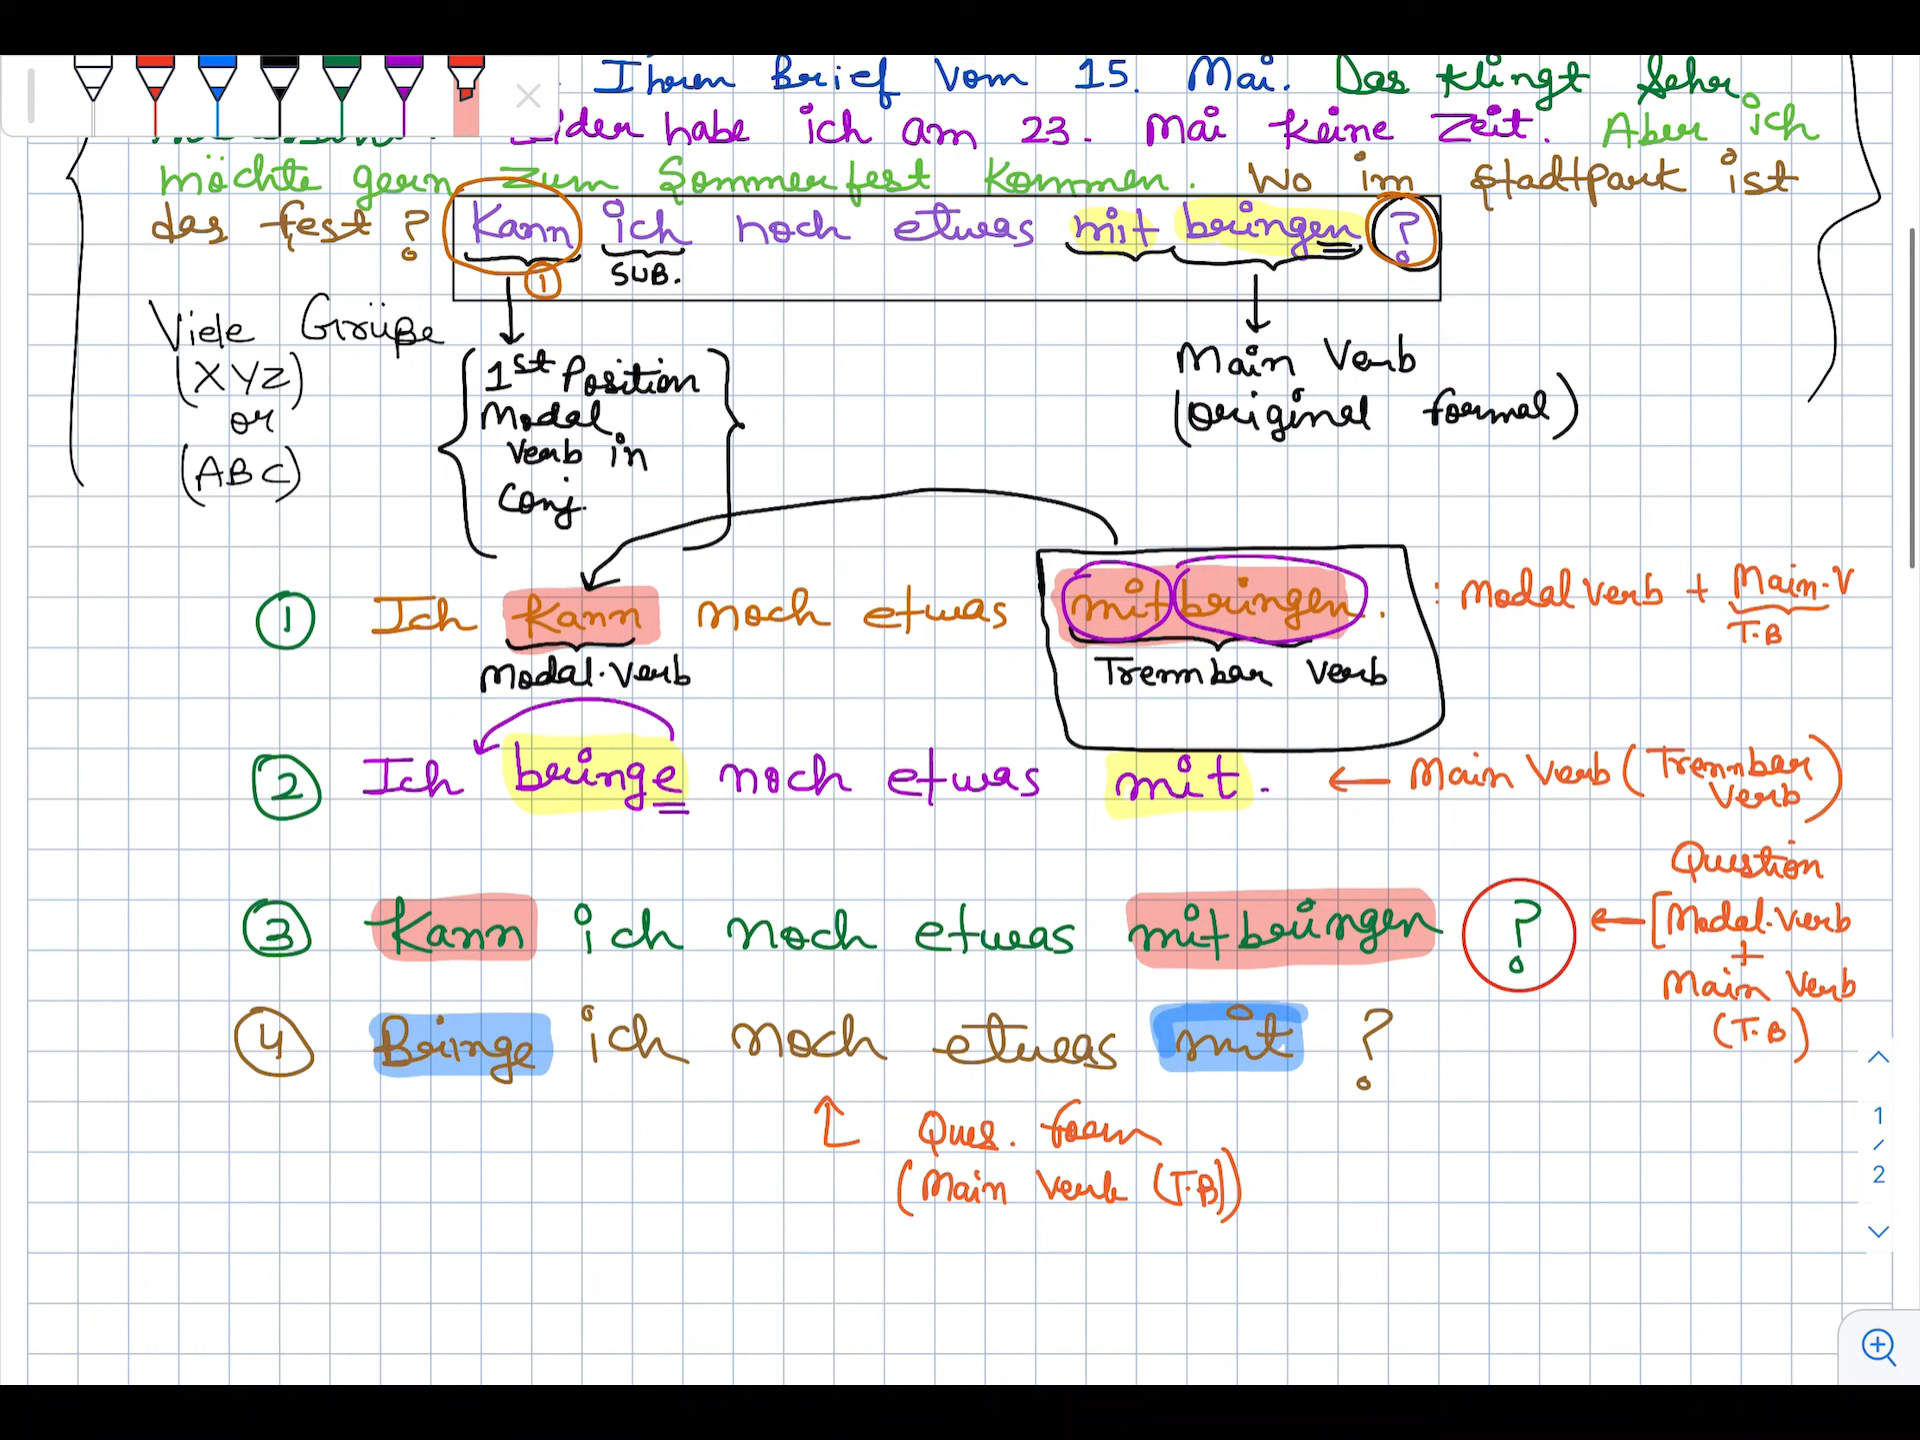 Ihren Brief vom 15. Mai. Das klingt sehr
eider habe ich am 23. Mai keine Zeit. Aber ich
möchte gern zum Sommerfest kommen. Wo im Stadtpark ist
das fest? Kann ich noch etwas mit bringen ?
1 SUB.
Viele Grüße
(XYZ)
or
(ABC)
1st Position
Modal
Verb in
Conj.
Main Verb
(Original formal)
1 Ich kann noch etwas mitbringen. : Modal Verb + Main.V
T.B
Modal.Verb Trennbar Verb
2 Ich bringe noch etwas mit. ← Main Verb (Trennbar
Verb)
3 Kann ich noch etwas mitbringen ? ←
Question
[Modal.Verb
+
Main Verb
(T.B)
4 Bringe ich noch etwas mit ?
Ques. form
(Main Verb (T.B))
1
/
2